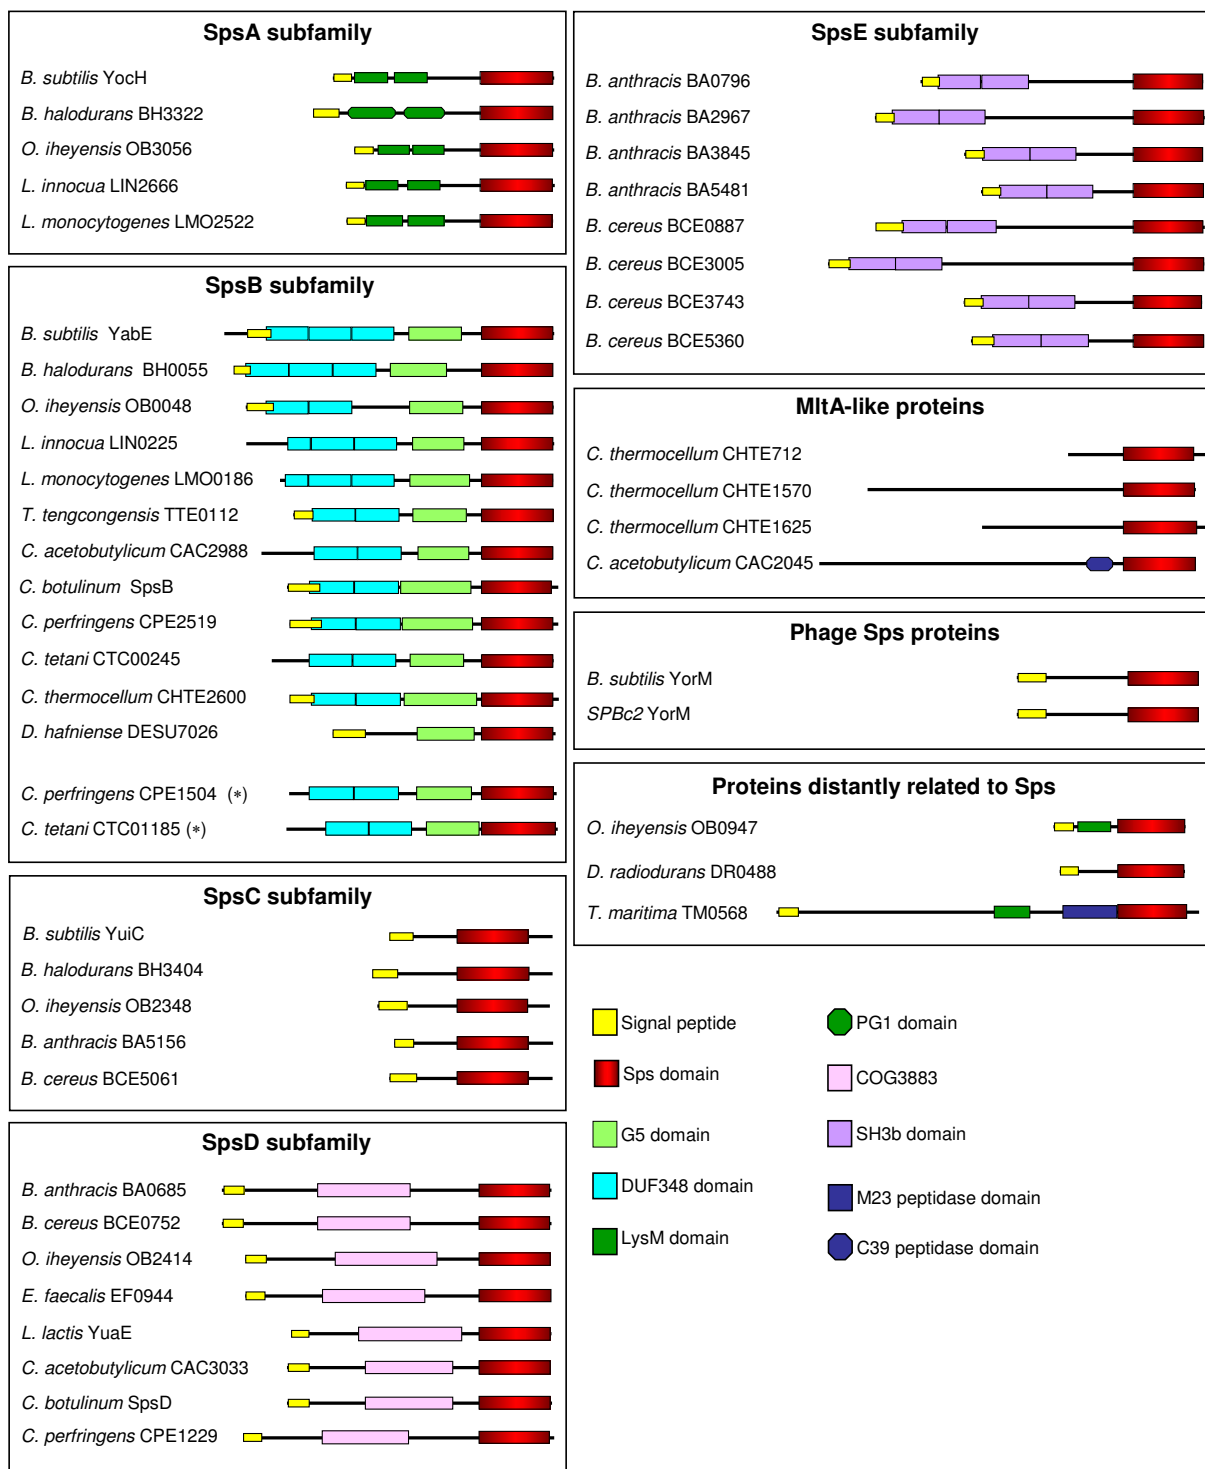 SpsA subfamily
B. subtilis YocH
B. halodurans BH3322
O. iheyensis OB3056
L. innocua LIN2666
L. monocytogenes LMO2522
SpsB subfamily
B. subtilis YabE
B. halodurans BH0055
O. iheyensis OB0048
L. innocua LIN0225
L. monocytogenes LMO0186
T. tengcongensis TTE0112
C. acetobutylicum CAC2988
C. botulinum SpsB
C. perfringens CPE2519
C. tetani CTC00245
C. thermocellum CHTE2600
D. hafniense DESU7026
C. perfringens CPE1504 (*)
C. tetani CTC01185 (*)
SpsC subfamily
B. subtilis YuiC
B. halodurans BH3404
O. iheyensis OB2348
B. anthracis BA5156
B. cereus BCE5061
SpsD subfamily
B. anthracis BA0685
B. cereus BCE0752
O. iheyensis OB2414
E. faecalis EF0944
L. lactis YuaE
C. acetobutylicum CAC3033
C. botulinum SpsD
C. perfringens CPE1229
SpsE subfamily
B. anthracis BA0796
B. anthracis BA2967
B. anthracis BA3845
B. anthracis BA5481
B. cereus BCE0887
B. cereus BCE3005
B. cereus BCE3743
B. cereus BCE5360
MltA-like proteins
C. thermocellum CHTE712
C. thermocellum CHTE1570
C. thermocellum CHTE1625
C. acetobutylicum CAC2045
Phage Sps proteins
B. subtilis YorM
SPBc2 YorM
Proteins distantly related to Sps
O. iheyensis OB0947
D. radiodurans DR0488
T. maritima TM0568
Signal peptide
Sps domain
G5 domain
DUF348 domain
LysM domain
PG1 domain
COG3883
SH3b domain
M23 peptidase domain
C39 peptidase domain